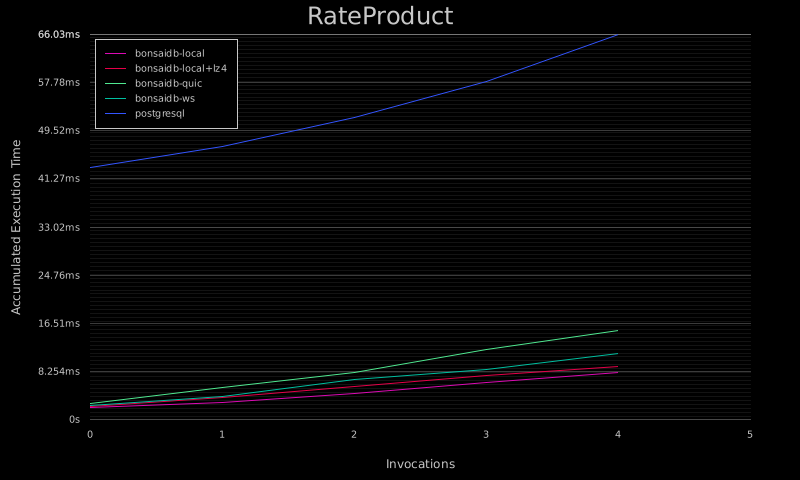 RateProduct
66.03ms
57.78ms
49.52ms
41.27ms
33.02ms
24.76ms
16.51ms
8.254ms
0s
bonsaidb-local
bonsaidb-local+lz4
bonsaidb-quic
bonsaidb-ws
postgresql
Accumulated Execution Time
0 1 2 3 4 5
Invocations